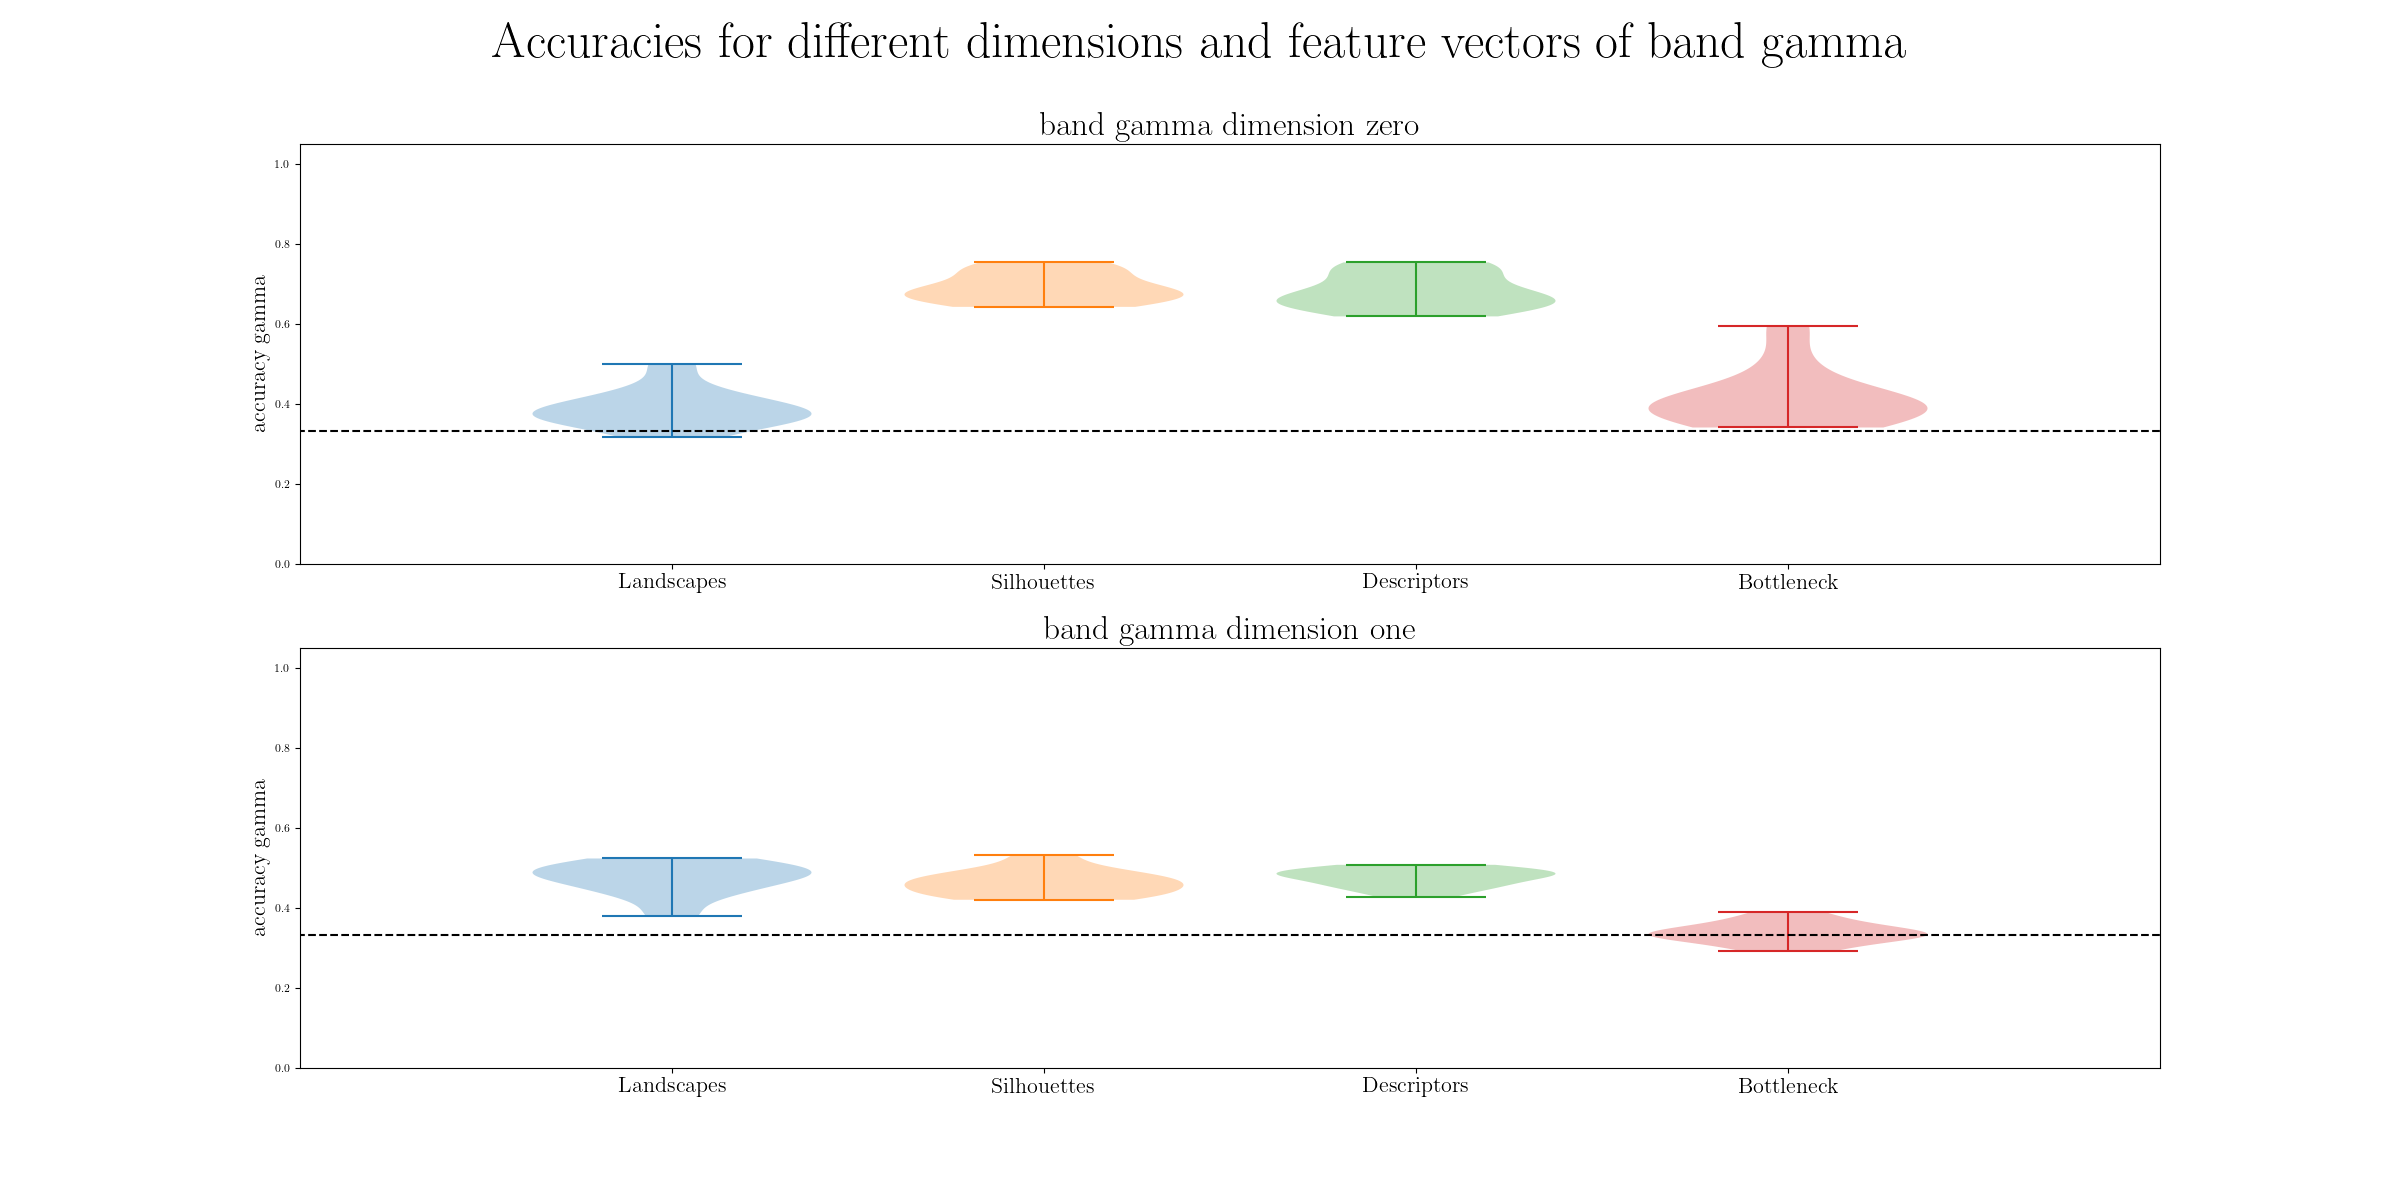 Accuracies for different dimensions and feature vectors of band gamma
band gamma dimension zero
1.0
0.8
0.6
0.4
0.2
0.0
accuracy gamma
Landscapes Silhouettes Descriptors Bottleneck
band gamma dimension one
1.0
0.8
0.6
0.4
0.2
0.0
accuracy gamma
Landscapes Silhouettes Descriptors Bottleneck